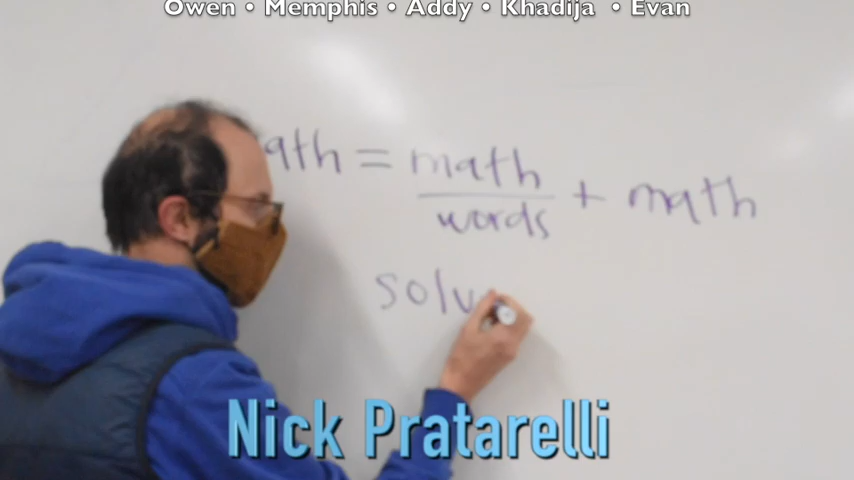 Owen • Memphis • Addy • Khadija • Evan
ath = math + math
words
solv
Nick Pratarelli